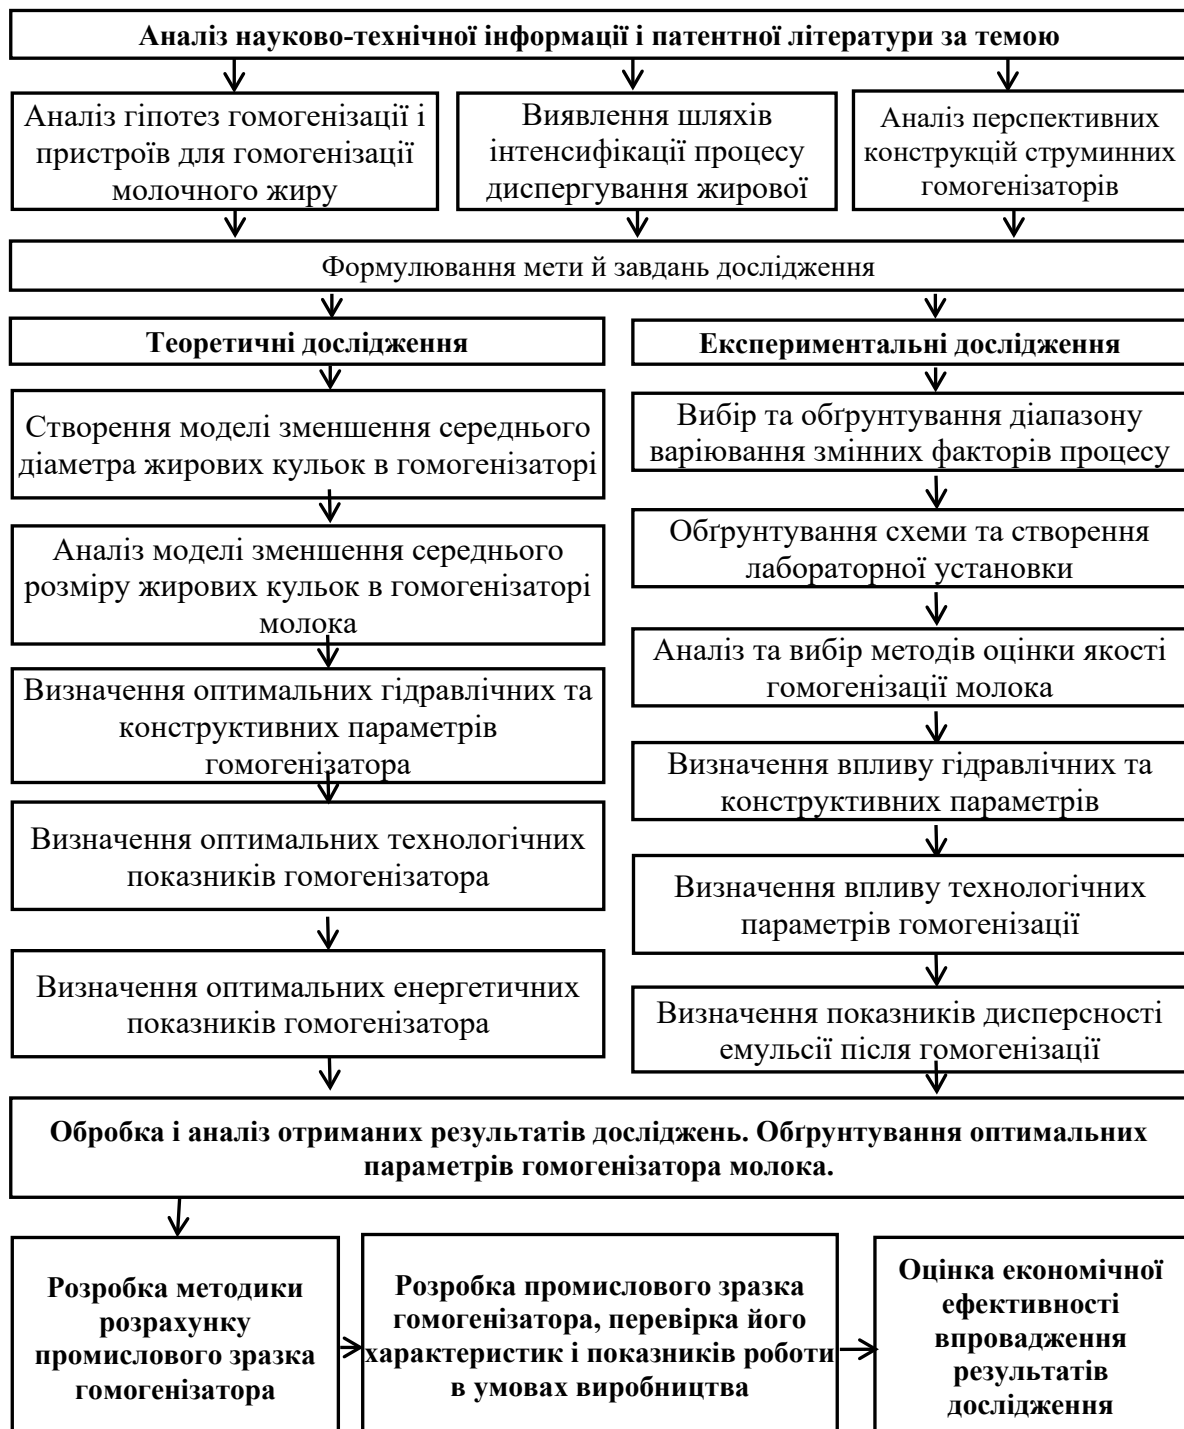 Аналіз науково-технічної інформації і патентної літератури за темою
Аналіз гіпотез гомогенізації і
пристроїв для гомогенізації
молочного жиру
Виявлення шляхів
інтенсифікації процесу
диспергування жирової
Аналіз перспективних
конструкцій струминних
гомогенізаторів
Формулювання мети й завдань дослідження
Теоретичні дослідження
Створення моделі зменшення середнього
діаметра жирових кульок в гомогенізаторі
Аналіз моделі зменшення середнього
розміру жирових кульок в гомогенізаторі
молока
Визначення оптимальних гідравлічних та
конструктивних параметрів
гомогенізатора
Визначення оптимальних технологічних
показників гомогенізатора
Визначення оптимальних енергетичних
показників гомогенізатора
Експериментальні дослідження
Вибір та обґрунтування діапазону
варіювання змінних факторів процесу
Обґрунтування схеми та створення
лабораторної установки
Аналіз та вибір методів оцінки якості
гомогенізації молока
Визначення впливу гідравлічних та
конструктивних параметрів
Визначення впливу технологічних
параметрів гомогенізації
Визначення показників дисперсності
емульсії після гомогенізації
Обробка і аналіз отриманих результатів досліджень. Обґрунтування оптимальних
параметрів гомогенізатора молока.
Розробка методики
розрахунку
промислового зразка
гомогенізатора
Розробка промислового зразка
гомогенізатора, перевірка його
характеристик і показників роботи
в умовах виробництва
Оцінка економічної
ефективності
впровадження
результатів
дослідження